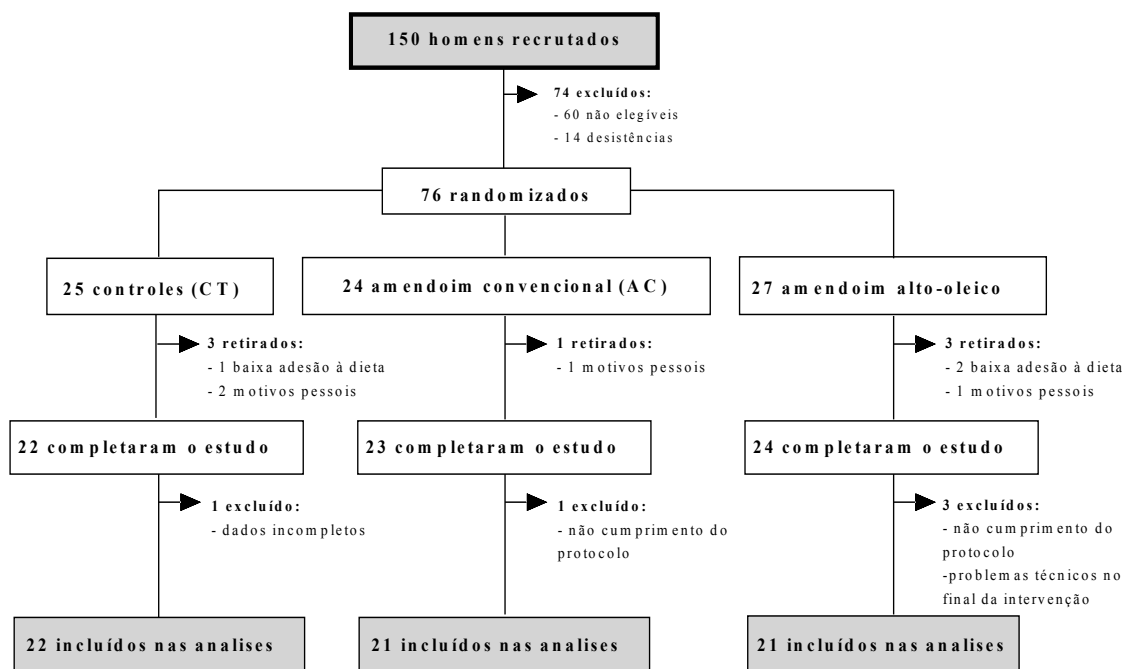 150 homens recrutados
74 excluídos:
- 60 não elegíveis
- 14 desistências
76 randomizados
25 controles (CT)
24 amendoim convencional (AC)
27 amendoim alto-oleico
3 retirados:
- 1 baixa adesão à dieta
- 2 motivos pessoais
1 retirados:
- 1 motivos pessoais
3 retirados:
- 2 baixa adesão à dieta
- 1 motivos pessoais
22 completaram o estudo
23 completaram o estudo
24 completaram o estudo
1 excluído:
- dados incompletos
1 excluído:
- não cumprimento do
protocolo
3 excluídos:
- não cumprimento do
protocolo
-problemas técnicos no
final da intervenção
22 incluídos nas analises
21 incluídos nas analises
21 incluídos nas analises